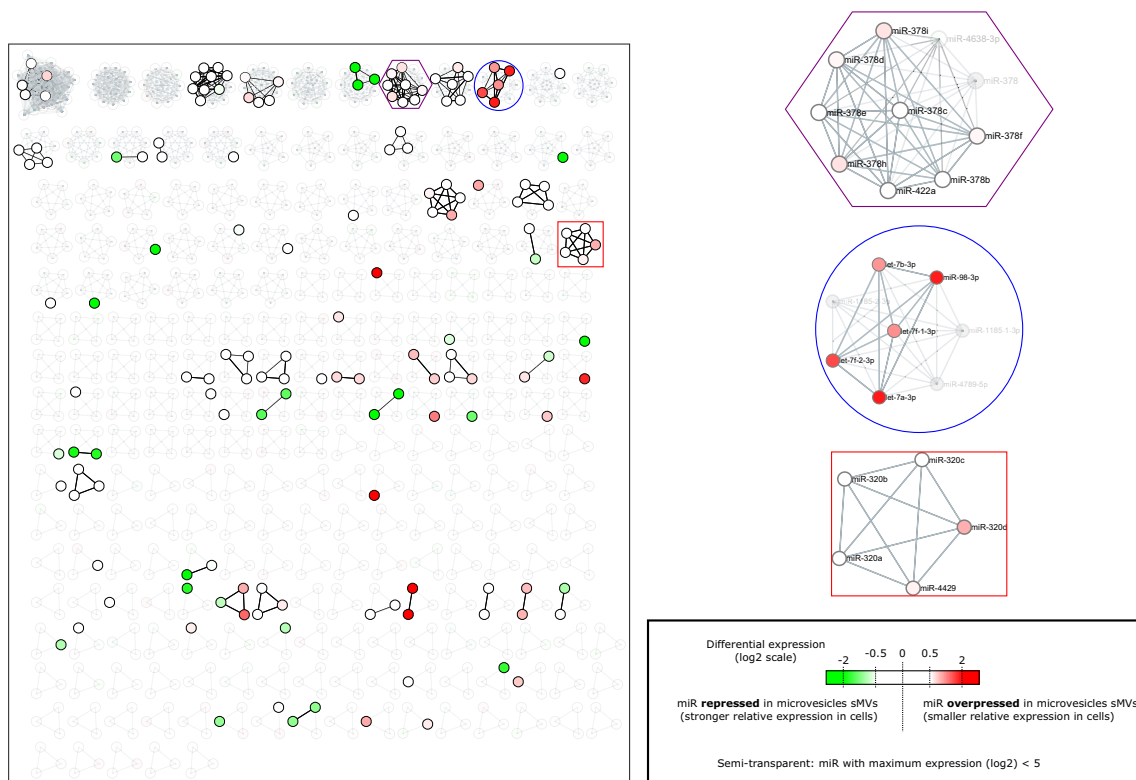 miR-378i
miR-4638-3p
miR-378d
miR-378
miR-378e
miR-378c
miR-378f
miR-378h
miR-378b
miR-422a
let-7b-3p
miR-98-3p
miR-1185-2-3p
let-7f-1-3p
miR-1185-1-3p
let-7f-2-3p
miR-4789-5p
let-7a-3p
miR-320c
miR-320b
miR-320d
miR-320a
miR-4429
Differential expression
(log2 scale)
-2 -0.5 0 0.5 2
miR repressed in microvesicles sMVs
(stronger relative expression in cells)
miR overpressed in microvesicles sMVs
(smaller relative expression in cells)
Semi-transparent: miR with maximum expression (log2) < 5